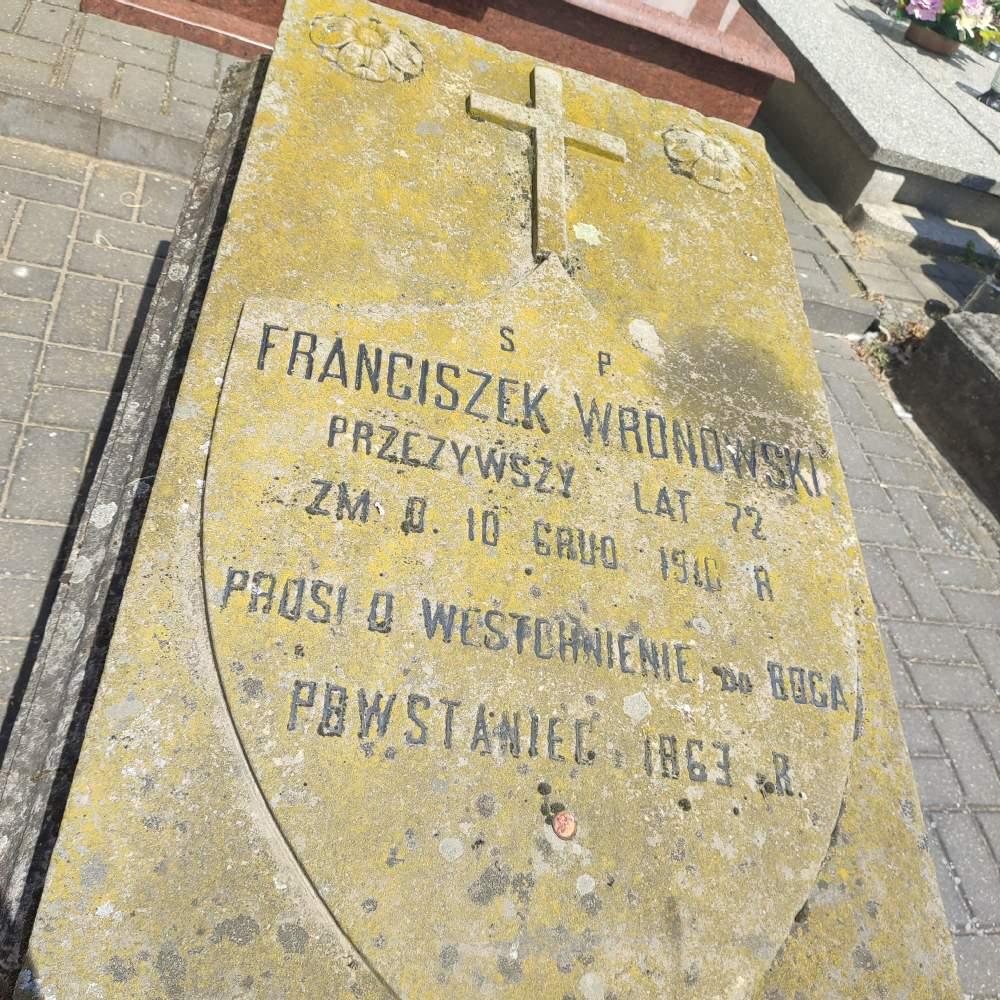 S P
FRANCISZEK WRONOWSKI
PRZEZYWSZY LAT 72
ZM D. 10 GRUD. 1910 R
PROSI O WESTCHNIENIE DO BOGA
POWSTANIEC 1863 R.